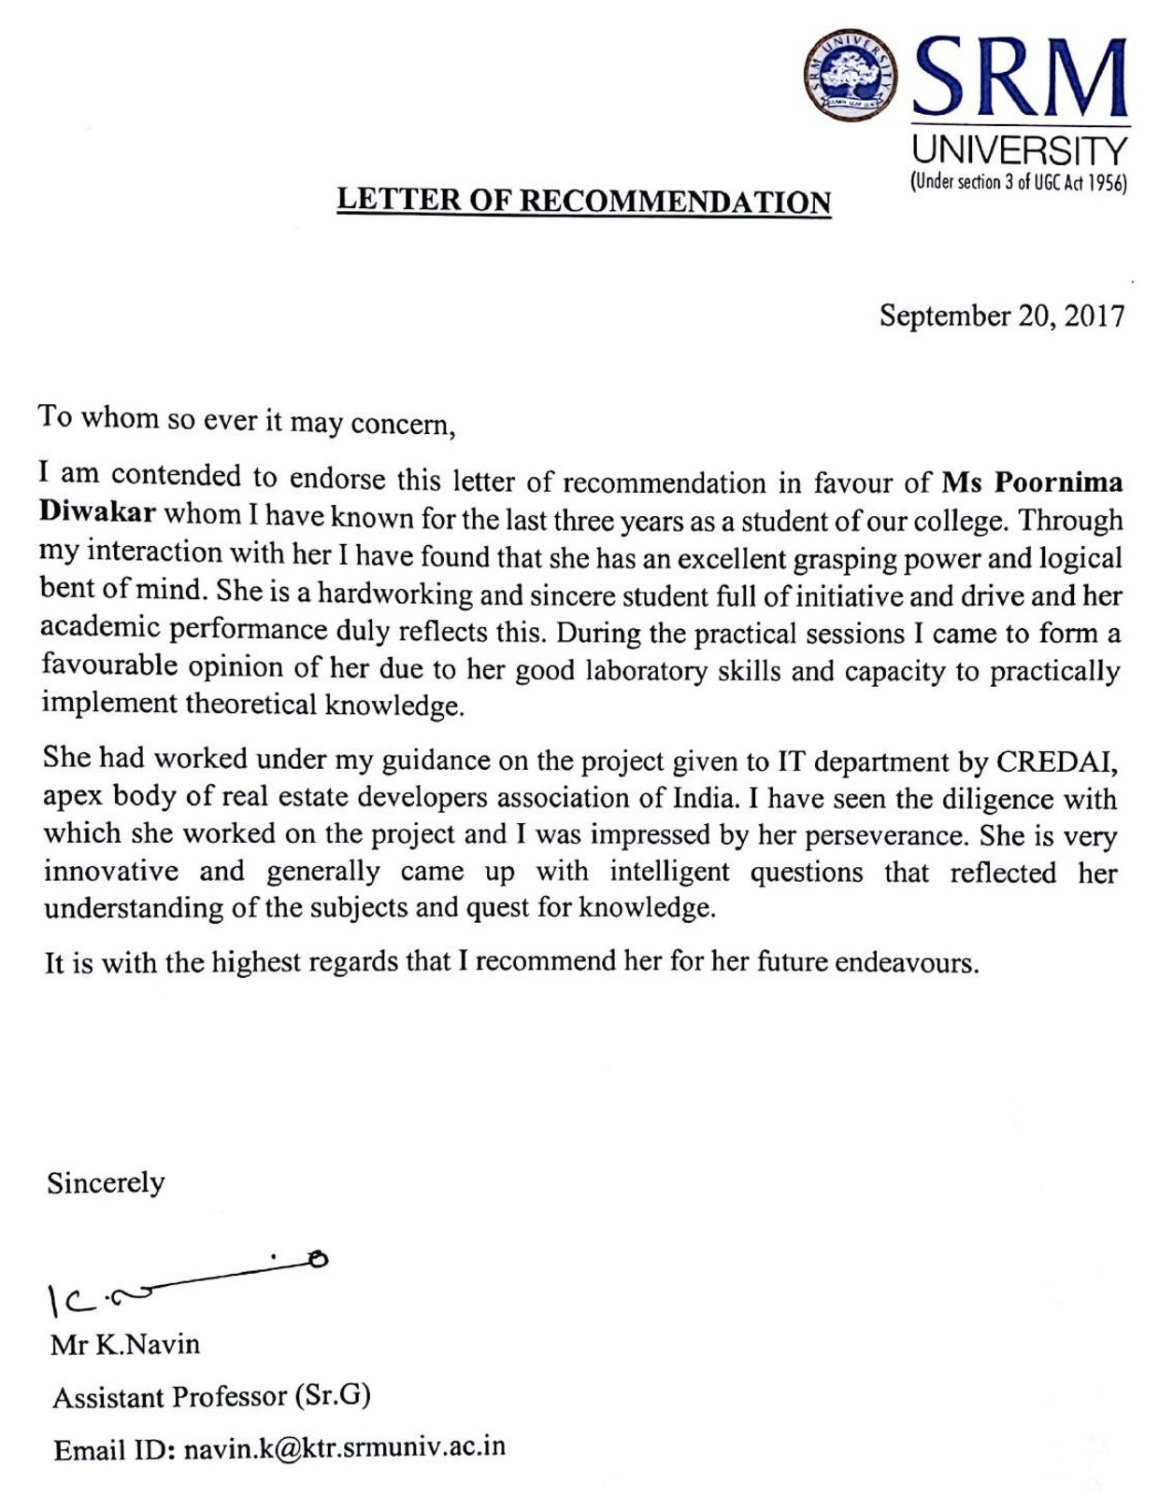 SRM UNIVERSITY
SRM
UNIVERSITY
(Under section 3 of UGC Act 1956)
LETTER OF RECOMMENDATION
September 20, 2017
To whom so ever it may concern,
I am contended to endorse this letter of recommendation in favour of Ms Poornima
Diwakar whom I have known for the last three years as a student of our college. Through
my interaction with her I have found that she has an excellent grasping power and logical
bent of mind. She is a hardworking and sincere student full of initiative and drive and her
academic performance duly reflects this. During the practical sessions I came to form a
favourable opinion of her due to her good laboratory skills and capacity to practically
implement theoretical knowledge.
She had worked under my guidance on the project given to IT department by CREDAI,
apex body of real estate developers association of India. I have seen the diligence with
which she worked on the project and I was impressed by her perseverance. She is very
innovative and generally came up with intelligent questions that reflected her
understanding of the subjects and quest for knowledge.
It is with the highest regards that I recommend her for her future endeavours.
Sincerely
Mr K.Navin
Assistant Professor (Sr.G)
Email ID: navin.k@ktr.srmuniv.ac.in